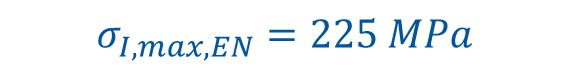 σ_{I,max,EN} = 225 MPa